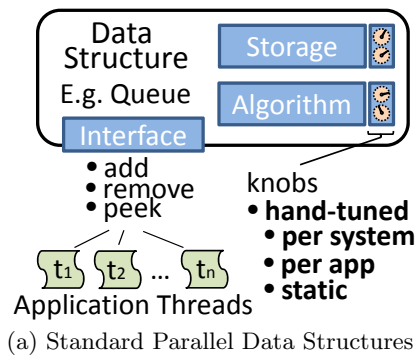 Data
Structure
E.g. Queue
Storage
Algorithm
Interface
• add
• remove
• peek
knobs
• hand-tuned
• per system
• per app
• static
t1 t2 ... tn
Application Threads
(a) Standard Parallel Data Structures